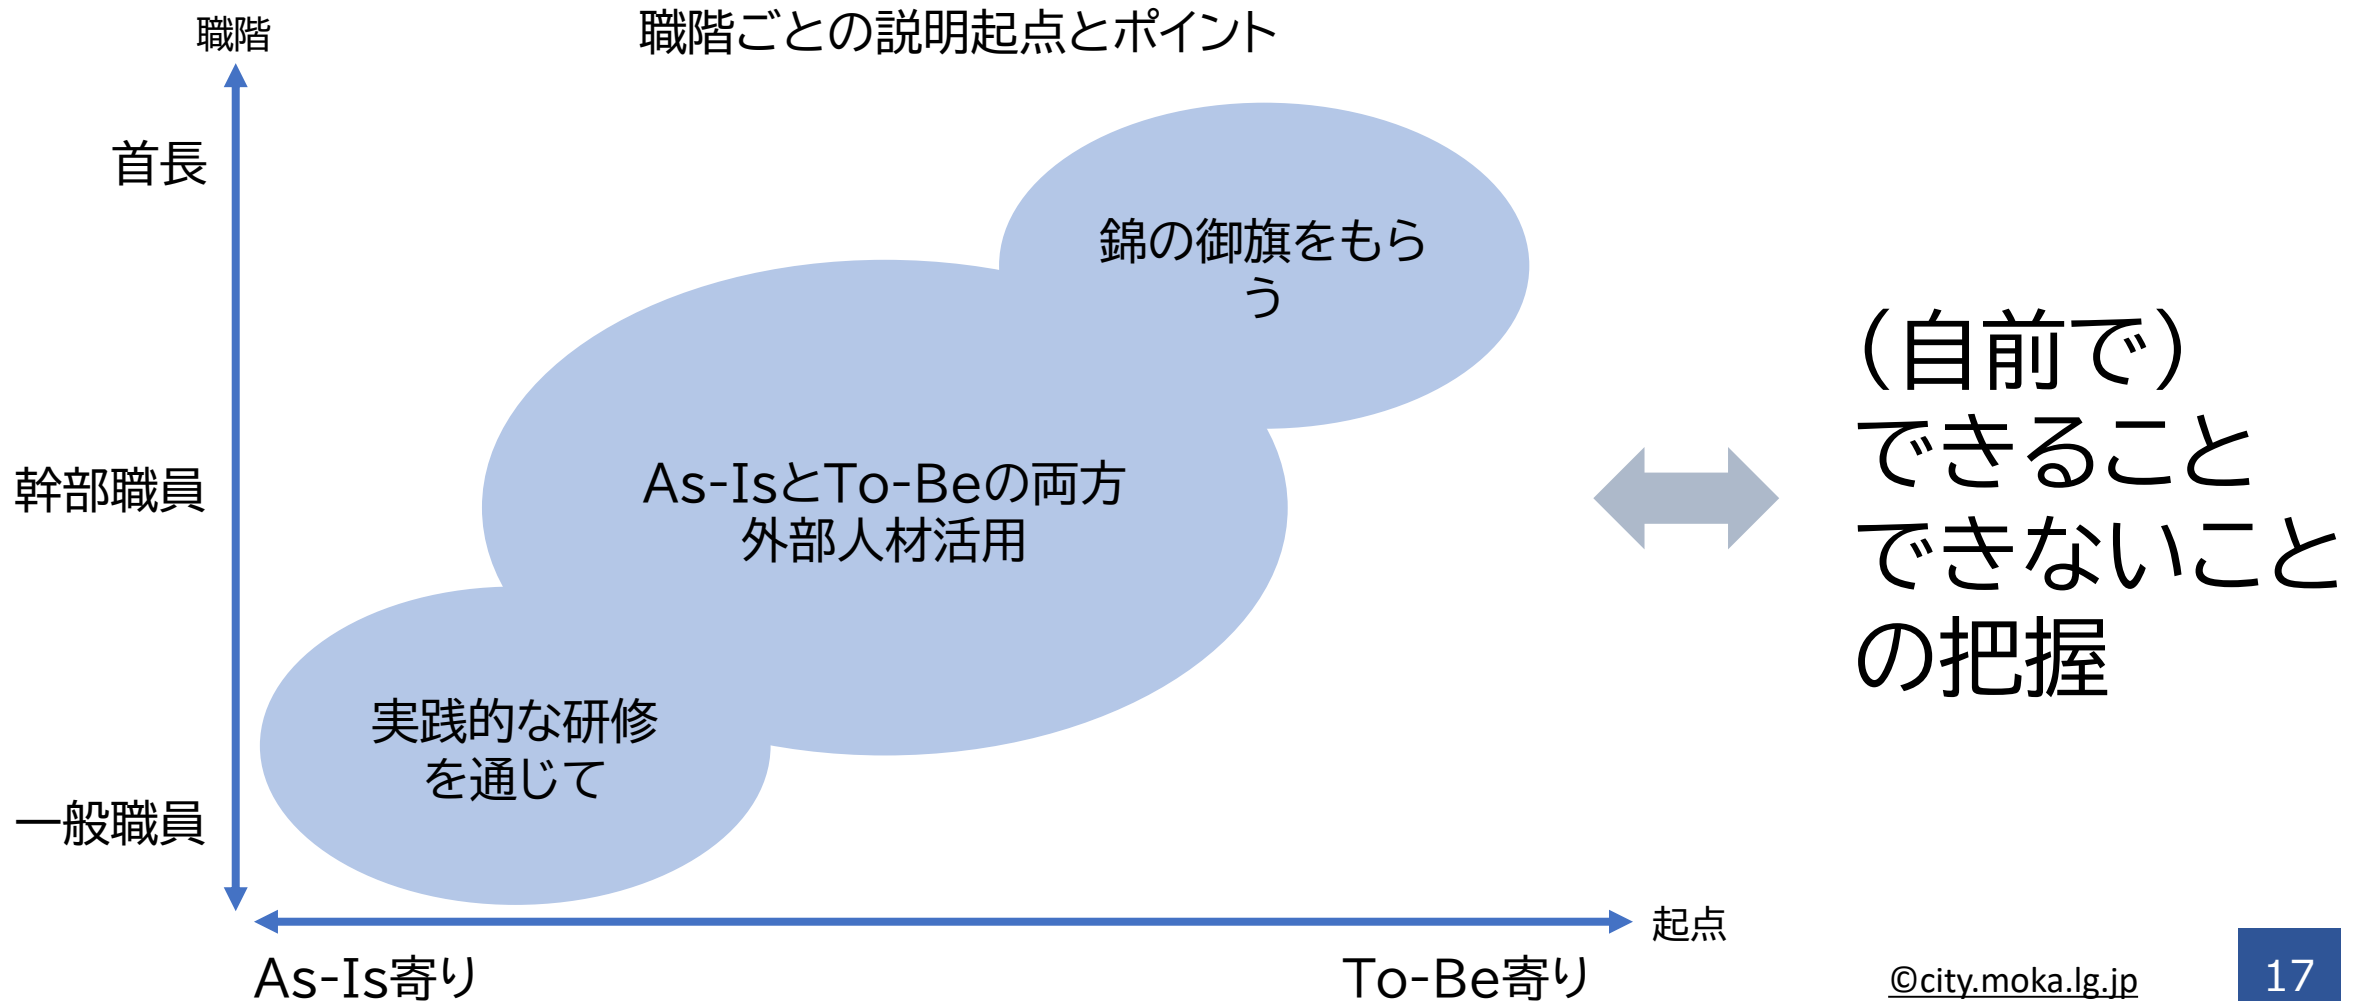 職階ごとの説明起点とポイント
職階
首長
幹部職員
一般職員
錦の御旗をもら
う
As-IsとTo-Beの両方
外部人材活用
実践的な研修
を通じて
（自前で）
できること
できないこと
の把握
起点
As-Is寄り
To-Be寄り
©city.moka.lg.jp
17